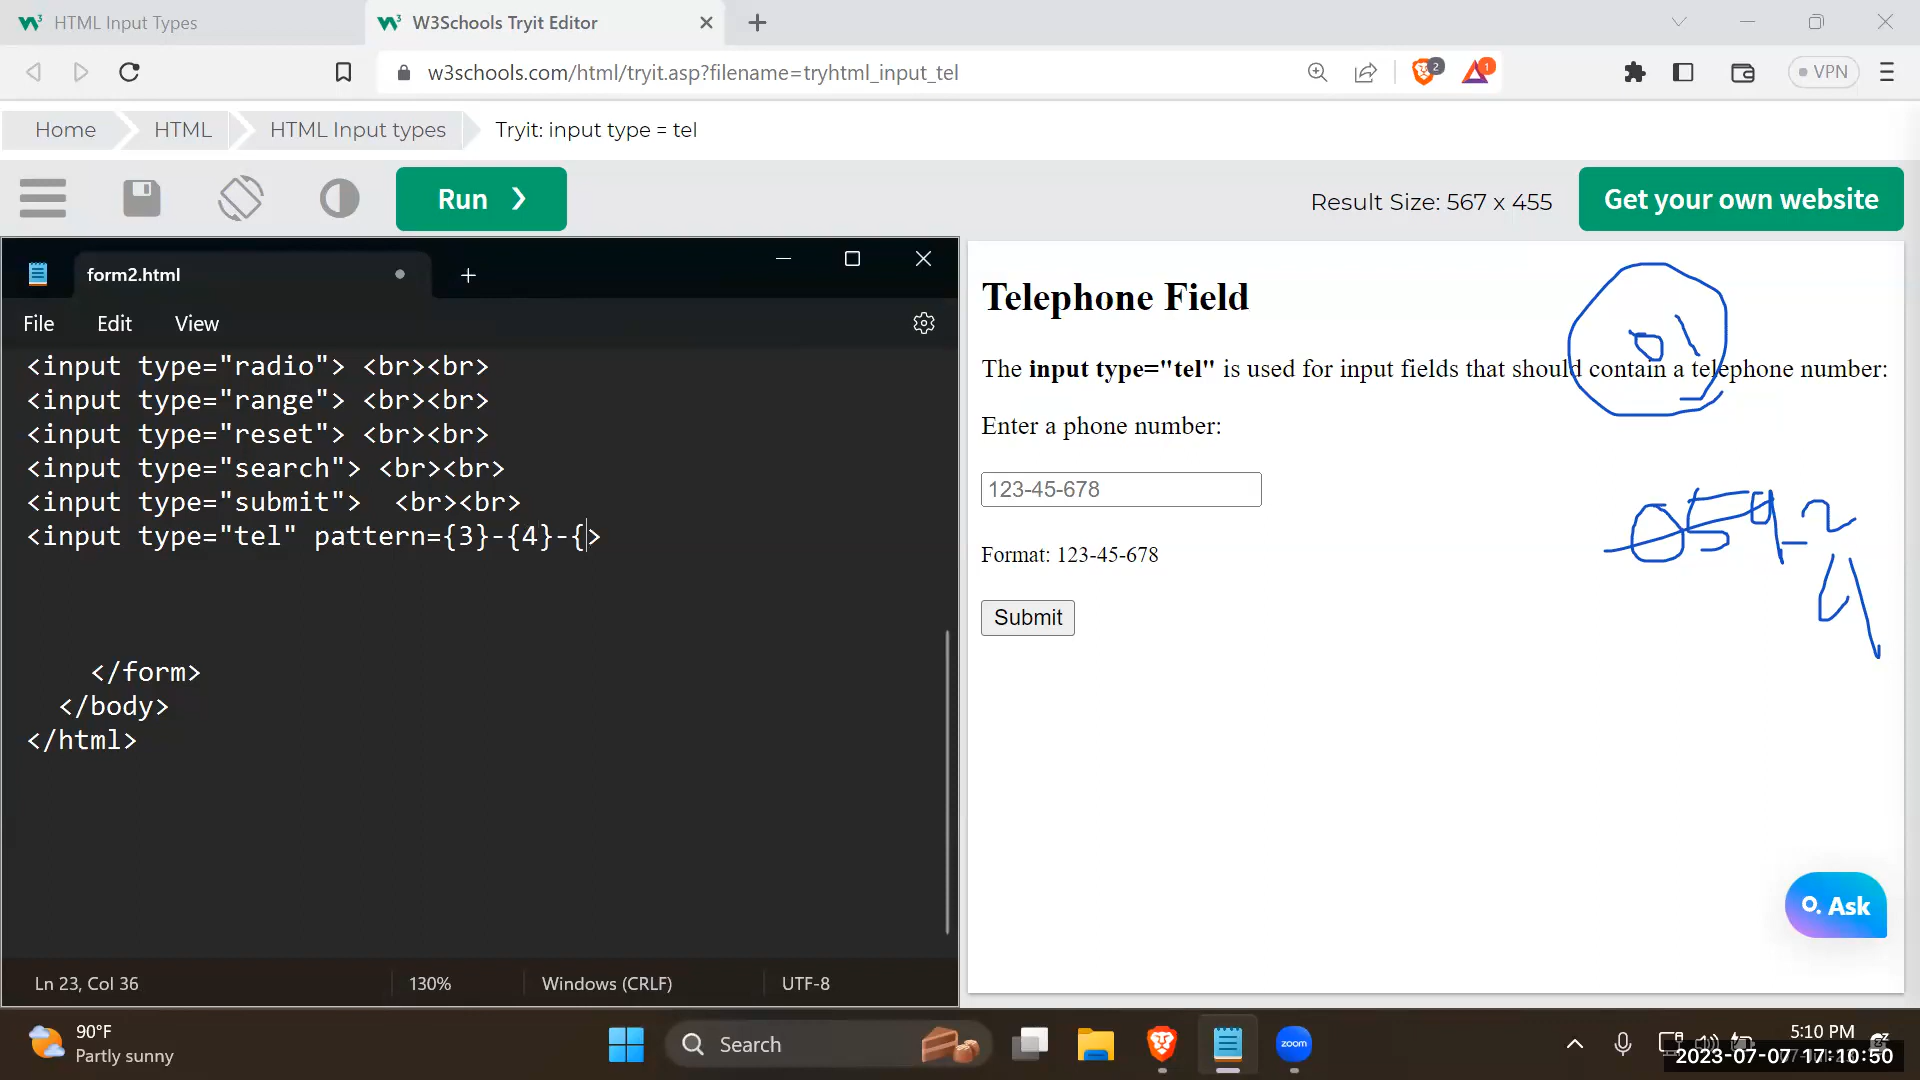 HTML Input Types
W3Schools Tryit Editor
w3schools.com/html/tryit.asp?filename=tryhtml_input_tel
2
1
VPN
Home
HTML
HTML Input types
Tryit: input type = tel
Run ❯
Result Size: 567 x 455
Get your own website
form2.html
File
Edit
View
<input type="radio"> <br><br>
<input type="range"> <br><br>
<input type="reset"> <br><br>
<input type="search"> <br><br>
<input type="submit">  <br><br>
<input type="tel" pattern={3}-{4}-{>
</form>
</body>
</html>
Ln 23, Col 36
130%
Windows (CRLF)
UTF-8
Telephone Field
The input type="tel" is used for input fields that should contain a telephone number:
Enter a phone number:
123-45-678
Format: 123-45-678
Submit
Ask
90°F
Partly sunny
Search
zoom
5:10 PM
2023-07-07 17:10:50